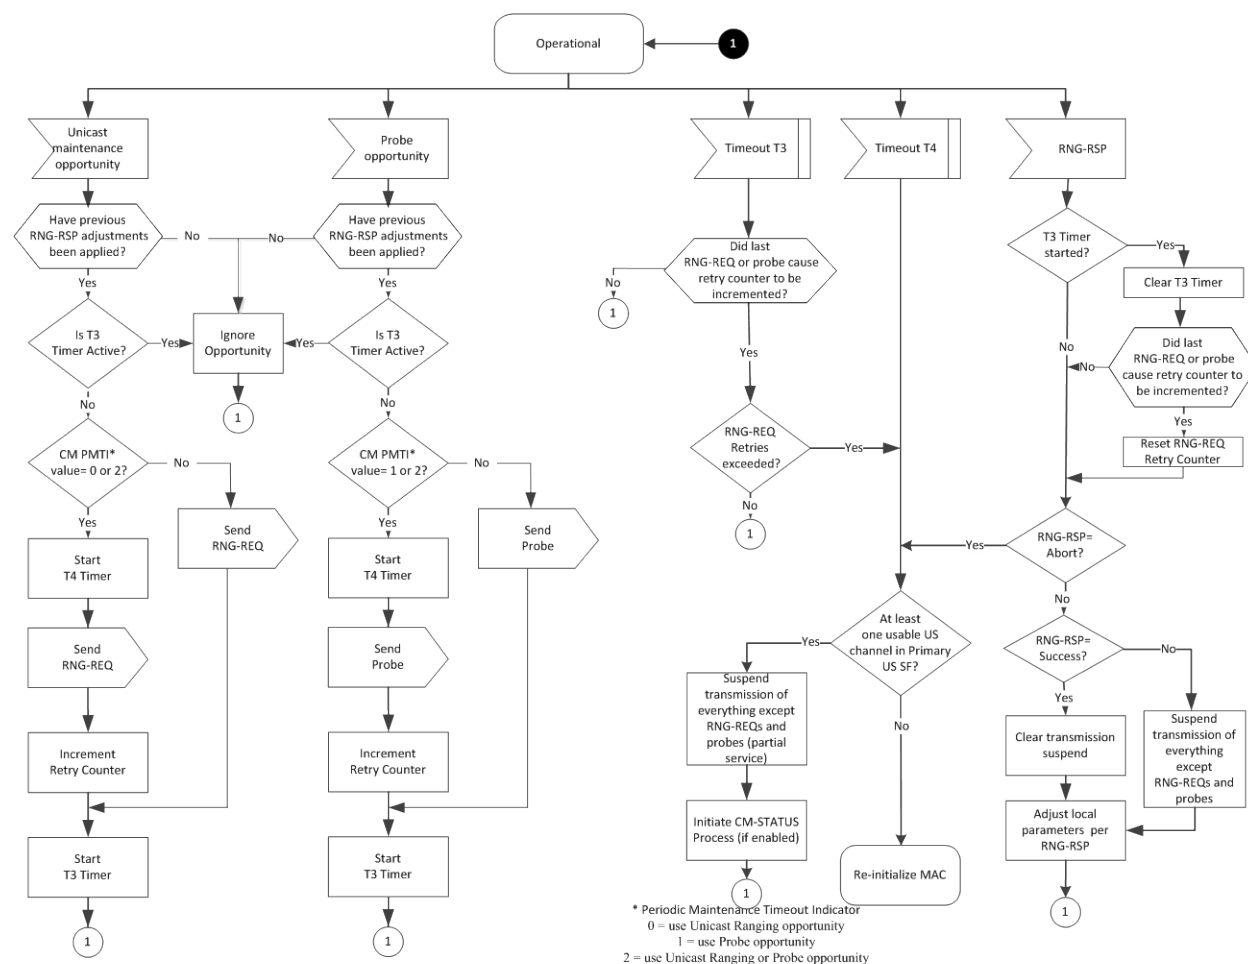 Operational
1
Unicast
maintenance
opportunity
Probe
opportunity
Timeout T3
Timeout T4
RNG-RSP
Have previous
RNG-RSP adjustments
been applied?
No
No
Have previous
RNG-RSP adjustments
been applied?
Yes
Yes
Is T3
Timer Active?
Yes
Ignore
Opportunity
Yes
Is T3
Timer Active?
No
1
No
CM PMTI*
value= 0 or 2?
No
CM PMTI*
value= 1 or 2?
No
Yes
Send
RNG-REQ
Yes
Send
Probe
Start
T4 Timer
Start
T4 Timer
Send
RNG-REQ
Send
Probe
Increment
Retry Counter
Increment
Retry Counter
Start
T3 Timer
Start
T3 Timer
1
1
Did last
RNG-REQ or probe cause
retry counter to be
incremented?
No
1
Yes
RNG-REQ
Retries
exceeded?
Yes
No
1
T3 Timer
started?
Yes
Clear T3 Timer
No
Did last
RNG-REQ or probe
cause retry counter to
be incremented?
No
Yes
Reset RNG-REQ
Retry Counter
RNG-RSP=
Abort?
Yes
No
At least
one usable US
channel in Primary
US SF?
Yes
No
Suspend
transmission of
everything except
RNG-REQs and
probes (partial
service)
Initiate CM-STATUS
Process (if enabled)
1
Re-initialize MAC
RNG-RSP=
Success?
No
Yes
Clear transmission
suspend
Suspend
transmission of
everything
except
RNG-REQs and
probes
Adjust local
parameters per
RNG-RSP
1
* Periodic Maintenance Timeout Indicator
0 = use Unicast Ranging opportunity
1 = use Probe opportunity
2 = use Unicast Ranging or Probe opportunity